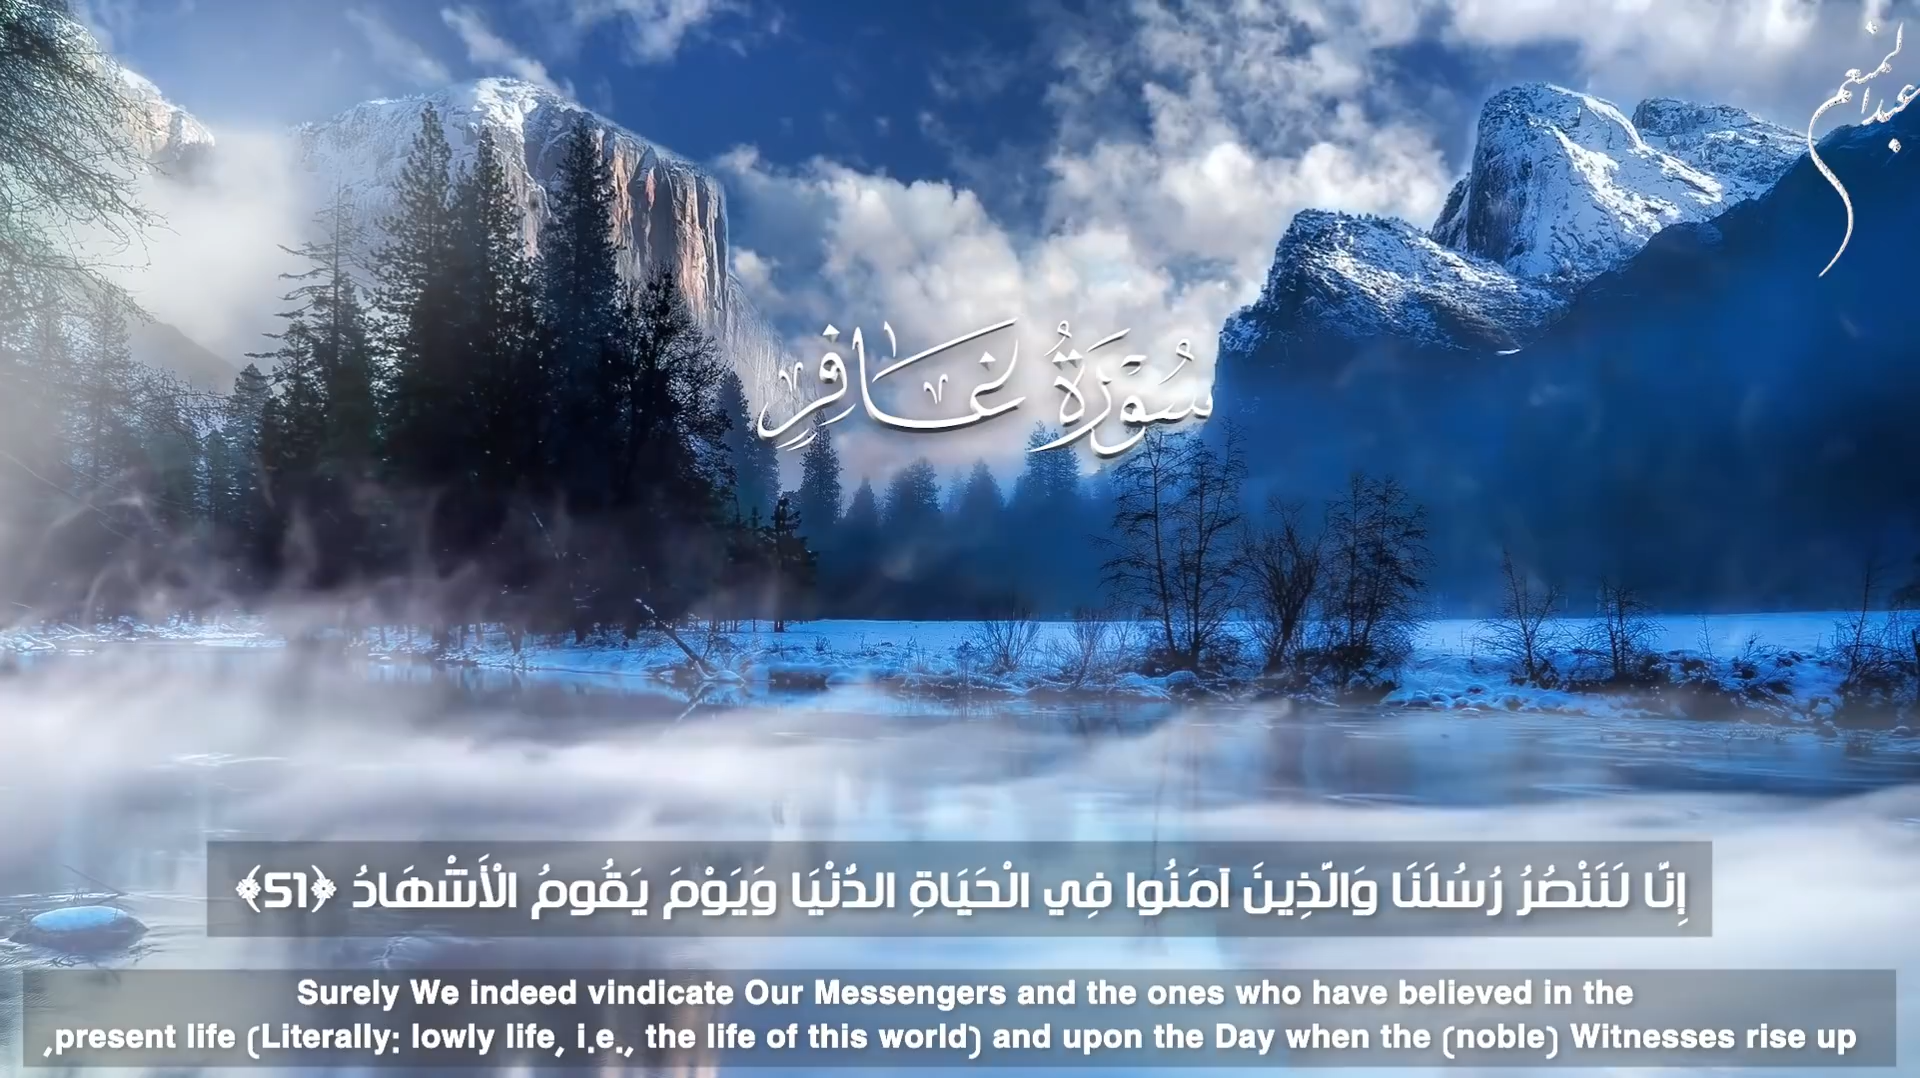 عبدالمنعم
سُوْرَةُ غَافِرٍ
إِنَّا لَنَنْصُرُ رُسُلَنَا وَالَّذِينَ آمَنُوا فِي الْحَيَاةِ الدُّنْيَا وَيَوْمَ يَقُومُ الْأَشْهَادُ ﴿51﴾
Surely We indeed vindicate Our Messengers and the ones who have believed in the
,present life (Literally: lowly life, i.e., the life of this world) and upon the Day when the (noble) Witnesses rise up